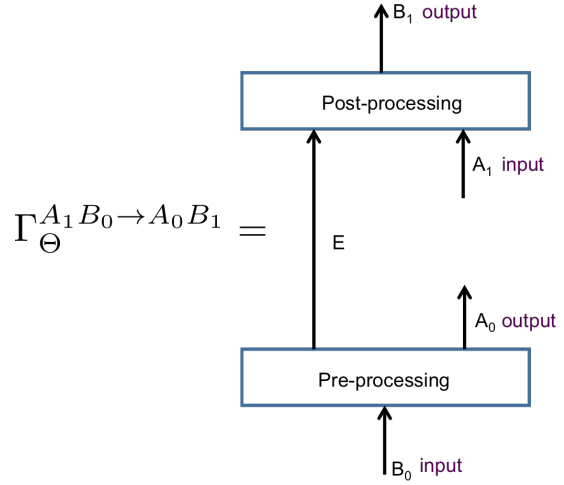 B₁ output
Post-processing
A₁ input
Γ_Θ^{A₁B₀→A₀B₁} =
E
A₀ output
Pre-processing
B₀ input